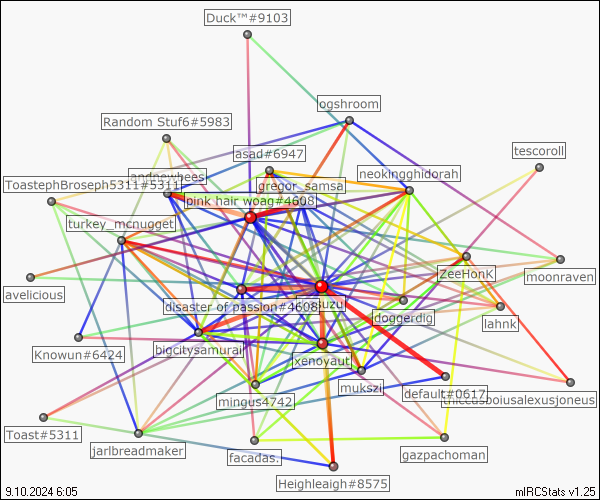 Duck™#9103
ogshroom
Random Stuf6#5983
tescoroll
asad#6947
neokingghidorah
andnowhees
gregor_samsa
ToastephBroseph5311#5311
pink hair woag#4608
turkey_mcnugget
ZeeHonK
moonraven
avelicious
disaster of passion#4608
uzu
doggerdig
lahnk
Knowun#6424
bigcitysamurai
xenoyaut
mukszi
default#0617
mingus4742
thiccusboiusalexusjoneus
Toast#5311
jarlbreadmaker
facadas.
gazpachoman
Heighleaigh#8575
9.10.2024 6:05
mIRCStats v1.25